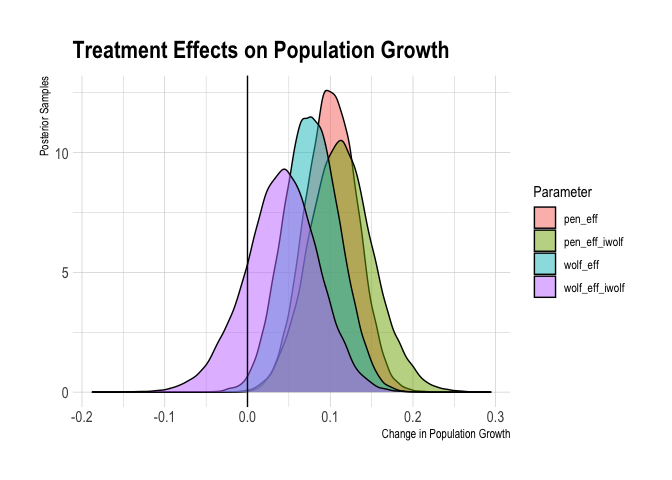 Treatment Effects on Population Growth
Posterior Samples
10
5
0
-0.2
-0.1
0.0
0.1
0.2
0.3
Change in Population Growth
Parameter
pen_eff
pen_eff_iwolf
wolf_eff
wolf_eff_iwolf